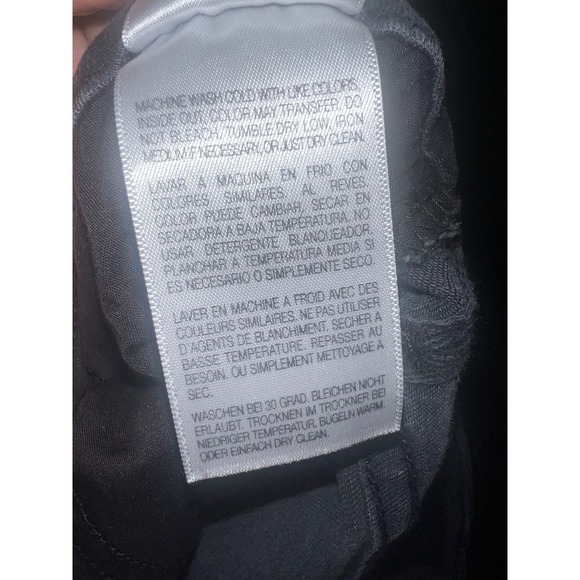 MACHINE WASH COLD WITH LIKE COLORS,
INSIDE OUT. COLOR MAY TRANSFER. DO
NOT BLEACH. TUMBLE DRY LOW, IRON
MEDIUM IF NECESSARY, OR JUST DRY CLEAN.
LAVAR A MAQUINA EN FRIO CON
COLORES SIMILARES, AL REVES,
COLOR PUEDE CAMBIAR, SECAR EN
SECADORA A BAJA TEMPERATURA, NO
USAR DETERGENTE BLANQUEADOR,
PLANCHAR A TEMPERATURA MEDIA SI
ES NECESARIO O SIMPLEMENTE SECO.
LAVER EN MACHINE A FROID AVEC DES
COULEURS SIMILAIRES. NE PAS UTILISER
D'AGENTS DE BLANCHIMENT. SECHER A
BASSE TEMPERATURE. REPASSER AU
BESOIN. OU SIMPLEMENT METTOYAGE A
SEC.
WASCHEN BEI 30 GRAD. BLEICHEN NICHT
ERLAUBT. TROCKNEN IM TROCKNER BEI
NIEDRIGER TEMPERATUR. BÜGELN WARM.
ODER EINFACH DRY CLEAN.